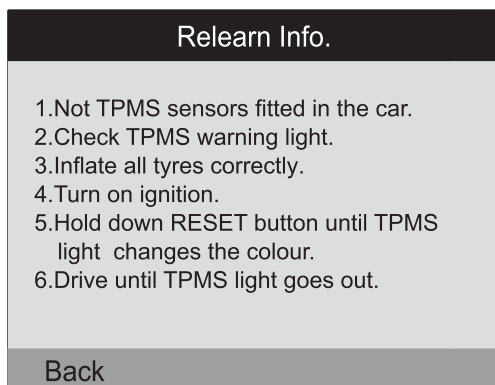 Relearn Info.
1.Not TPMS sensors fitted in the car.
2.Check TPMS warning light.
3.Inflate all tyres correctly.
4.Turn on ignition.
5.Hold down RESET button until TPMS
light changes the colour.
6.Drive until TPMS light goes out.
Back